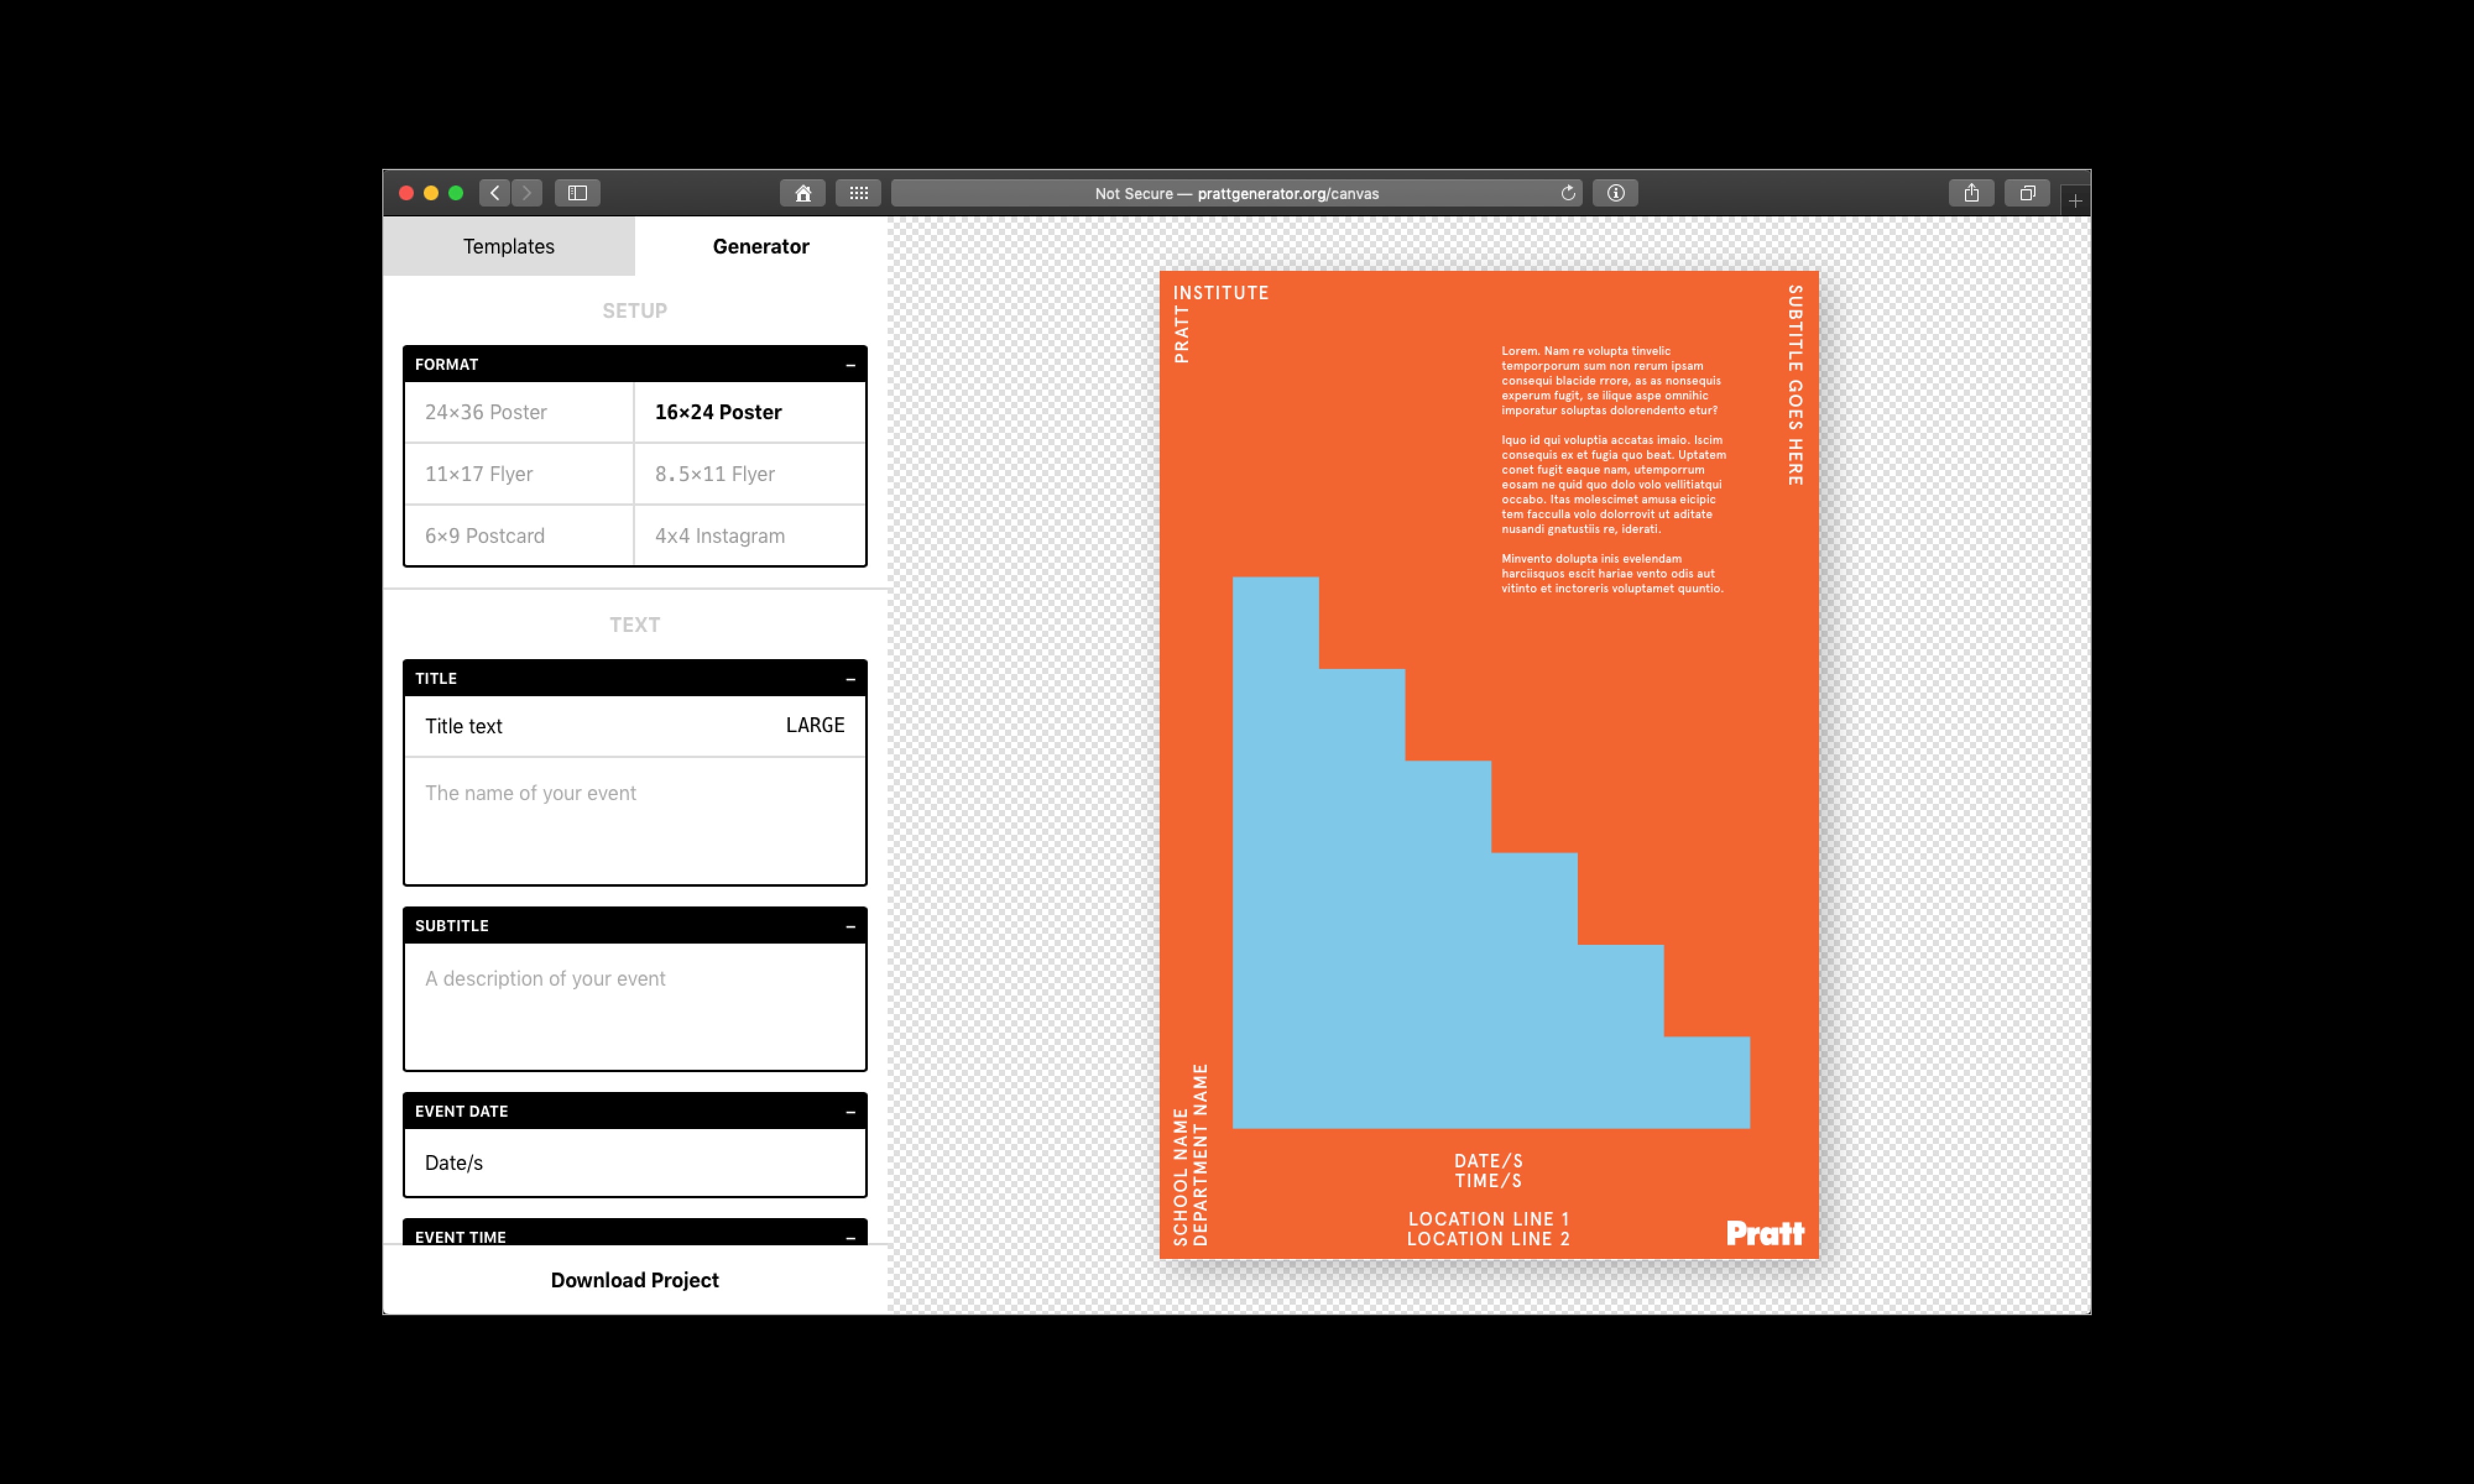 Not Secure — prattgenerator.org/canvas
Templates
Generator
SETUP
FORMAT
24×36 Poster
16×24 Poster
11×17 Flyer
8.5×11 Flyer
6×9 Postcard
4x4 Instagram
TEXT
TITLE
Title text
LARGE
The name of your event
SUBTITLE
A description of your event
EVENT DATE
Date/s
EVENT TIME
Download Project
INSTITUTE
PRATT
SUBTITLE GOES HERE
Lorem. Nam re volupta tinvelic
temporporum sum non rerum ipsam
consequi blacide rrore, as as nonsequis
experum fugit, se ilique aspe omnihic
imporatur soluptas dolorendento etur?
Iquo id qui voluptia accatas imaio. Iscim
consequis ex et fugia quo beat. Uptatem
conet fugit eaque nam, utemporrum
eosam ne quid quo dolo volo vellitiatqui
occabo. Itas molescimet amusa eicipic
tem facculla volo dolorrovit ut aditate
nusandi gnatustiis re, iderati.
Minvento dolupta inis evelendam
harciisquos escit hariae vento odis aut
vitinto et inctoreris voluptamet quuntio.
SCHOOL NAME
DEPARTMENT NAME
DATE/S
TIME/S
LOCATION LINE 1
LOCATION LINE 2
Pratt